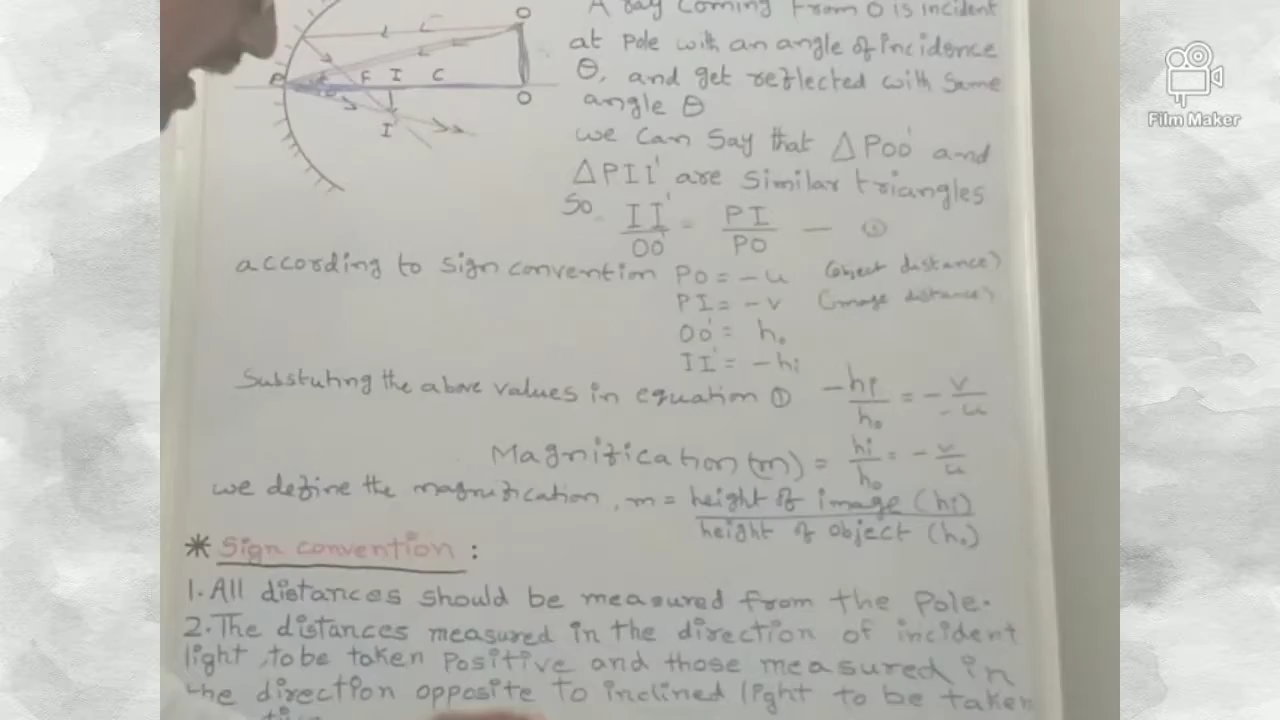 A ray coming from O is incident
at pole with an angle of incidence
θ, and get reflected with same
angle θ
we can say that △POO' and
△PII' are similar triangles
So II'/OO' = PI/PO — ①
according to sign convention PO = -u (object distance)
PI = -v (image distance)
OO' = h₀
II' = -hi
Substuting the above values in equation ① -hi/h₀ = -v/-u
Magnification (m) = hi/h₀ = -v/u
we define the magnification, m = height of image (hi)/height of object (h₀)
* Sign convention :
1. All distances should be measured from the Pole.
2. The distances measured in the direction of incident
light, to be taken positive and those measured in
the direction opposite to inclined light to be taken
O
P F I C
O
I
Film Maker